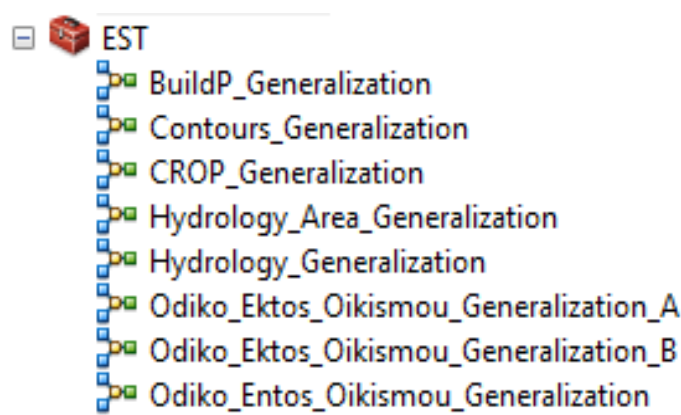 EST
BuildP_Generalization
Contours_Generalization
CROP_Generalization
Hydrology_Area_Generalization
Hydrology_Generalization
Odiko_Ektos_Oikismou_Generalization_A
Odiko_Ektos_Oikismou_Generalization_B
Odiko_Entos_Oikismou_Generalization